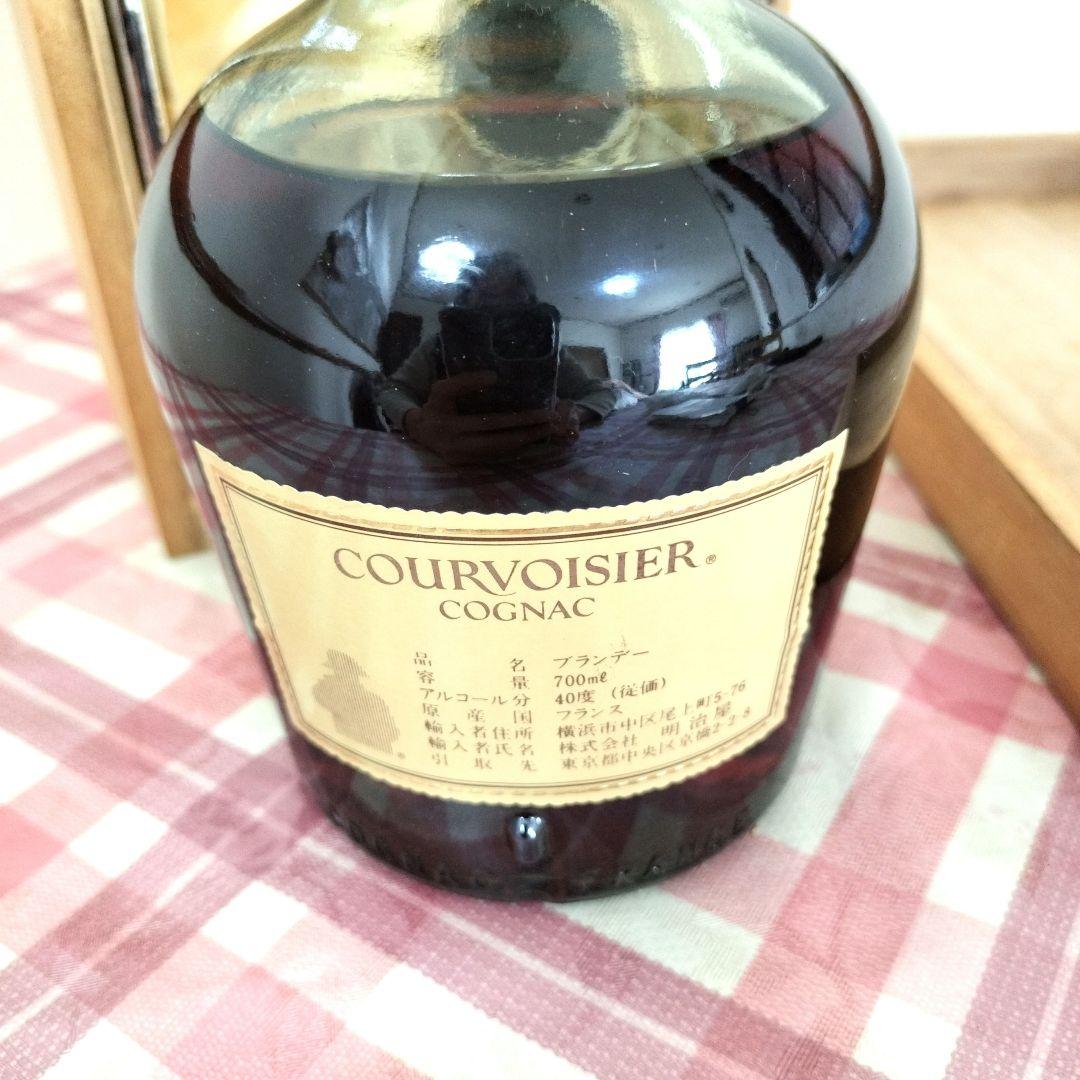 COURVOISIER®
COGNAC
品名 ブランデー
容量 700mℓ
アルコール分 40度 (従価)
原産国 フランス
輸入者住所 横浜市中区尾上町5-76
輸入者氏名 株式会社 明治屋
引取先 東京都中央区京橋2-2-8